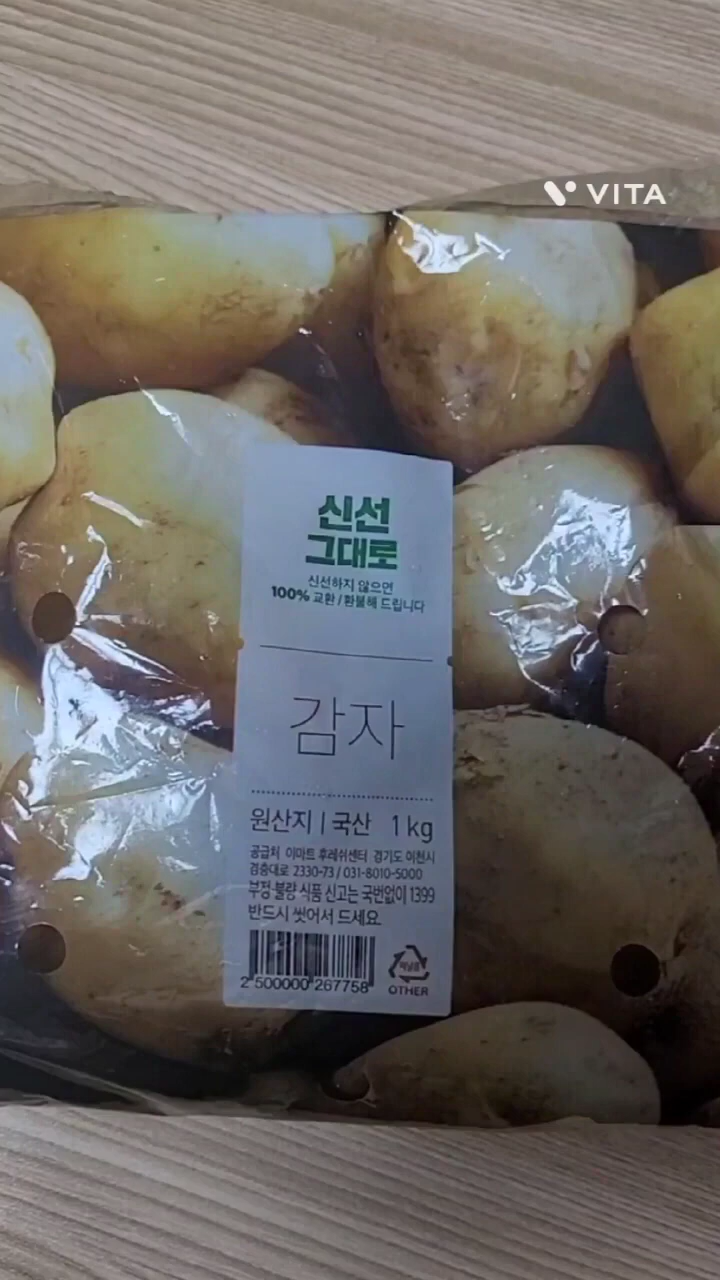 VITA
신선
그대로
신선하지 않으면
100% 교환/환불해 드립니다
감자
원산지 | 국산 1kg
공급처 이마트 후레쉬센터 경기도 이천시
경충대로 2330-73/031-8010-5000
부정·불량 식품 신고는 국번없이 1399
반드시 씻어서 드세요
2 500000 267758
비닐류
OTHER